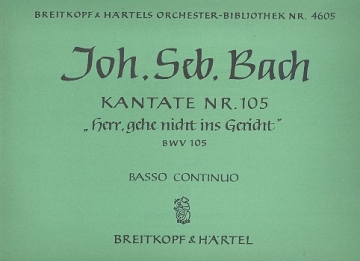 BREITKOPF & HÄRTELS ORCHESTER-BIBLIOTHEK NR. 4605
Joh. Seb. Bach
KANTATE NR. 105
„Herr, gehe nicht ins Gericht"
BWV 105
BASSO CONTINUO
BREITKOPF & HÄRTEL